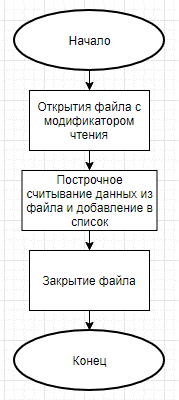 Начало
Открытия файла с
модификатором
чтения
Построчное
считывание данных из
файла и добавление в
список
Закрытие файла
Конец